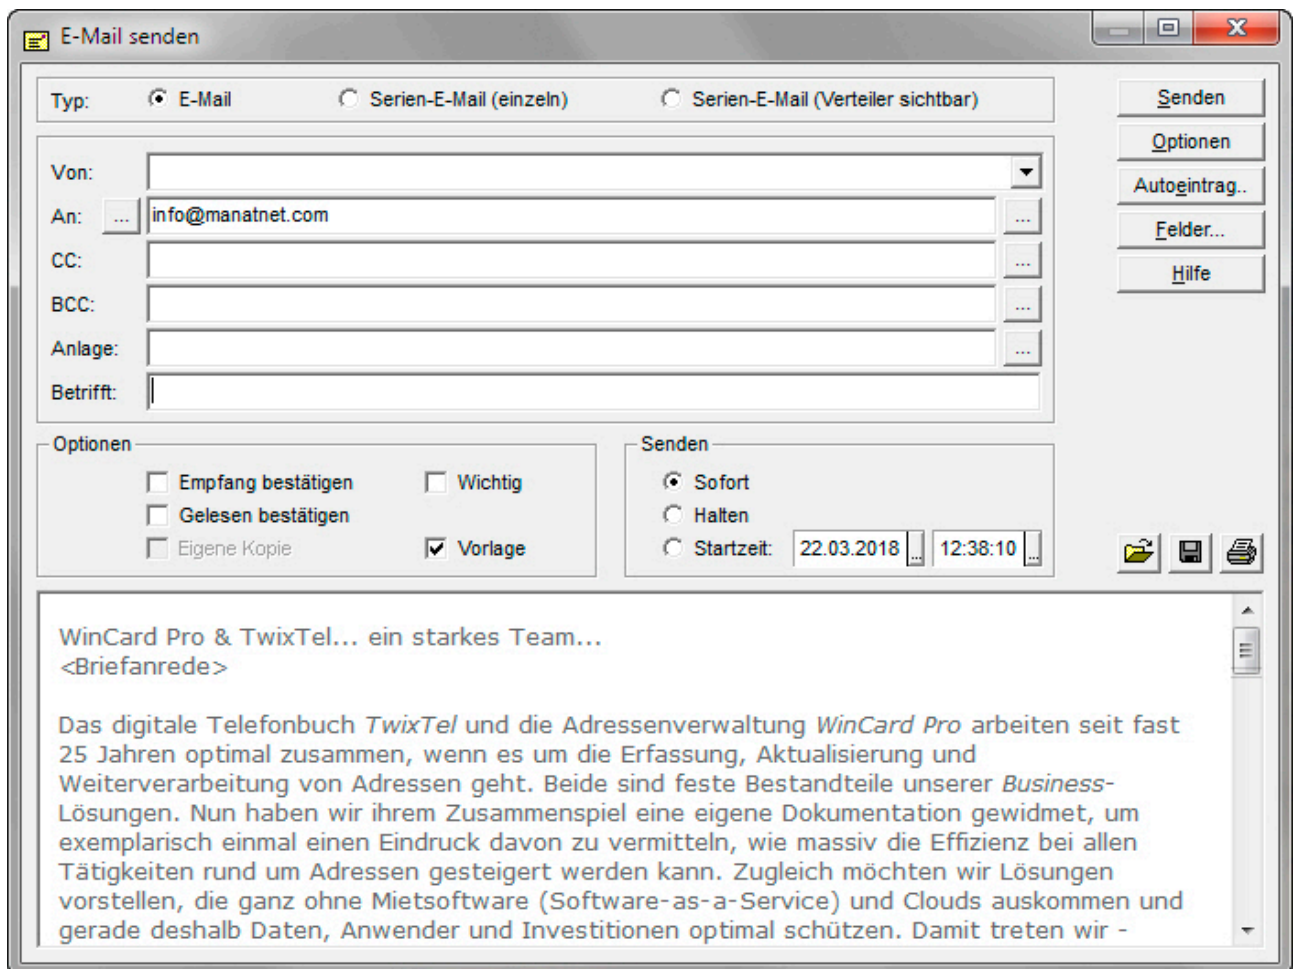 E-Mail senden
Typ: E-Mail Serien-E-Mail (einzeln) Serien-E-Mail (Verteiler sichtbar)
Senden
Optionen
Autoeintrag..
Felder...
Hilfe
Von:
An: ... info@manatnet.com ...
CC: ...
BCC: ...
Anlage: ...
Betrifft:
Optionen
Empfang bestätigen Wichtig
Gelesen bestätigen
Eigene Kopie Vorlage
Senden
Sofort
Halten
Startzeit: 22.03.2018 ... 12:38:10 ...
WinCard Pro & TwixTel... ein starkes Team...
<Briefanrede>
Das digitale Telefonbuch TwixTel und die Adressenverwaltung WinCard Pro arbeiten seit fast
25 Jahren optimal zusammen, wenn es um die Erfassung, Aktualisierung und
Weiterverarbeitung von Adressen geht. Beide sind feste Bestandteile unserer Business-
Lösungen. Nun haben wir ihrem Zusammenspiel eine eigene Dokumentation gewidmet, um
exemplarisch einmal einen Eindruck davon zu vermitteln, wie massiv die Effizienz bei allen
Tätigkeiten rund um Adressen gesteigert werden kann. Zugleich möchten wir Lösungen
vorstellen, die ganz ohne Mietsoftware (Software-as-a-Service) und Clouds auskommen und
gerade deshalb Daten, Anwender und Investitionen optimal schützen. Damit treten wir -